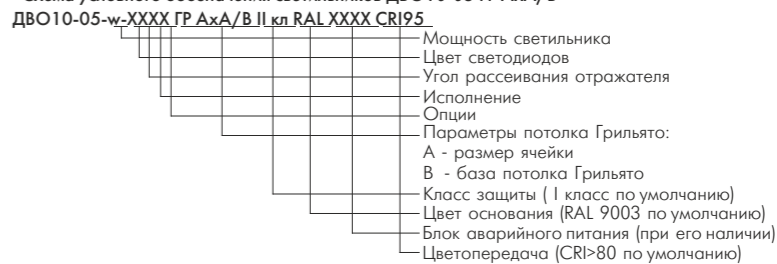 ДВО10-05-w-XXXX ГР АхА/В II кл RAL XXXX CRI95
Мощность светильника
Цвет светодиодов
Угол рассеивания отражателя
Исполнение
Опции
Параметры потолка Грильято:
А - размер ячейки
В - база потолка Грильято
Класс защиты ( I класс по умолчанию)
Цвет основания (RAL 9003 по умолчанию)
Блок аварийного питания (при его наличии)
Цветопередача (CRI>80 по умолчанию)